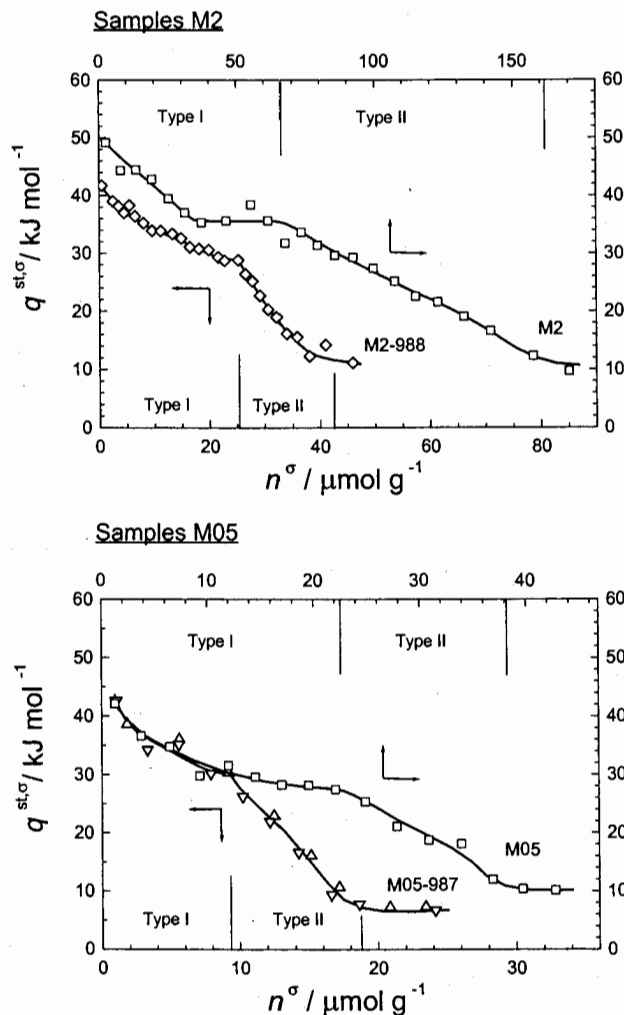 Samples M2
0 50 100 150
60 60
Type I Type II
50 50
40 40
30 30
20 20
M2
M2-988
10 10
Type I Type II
0 0
0 20 40 60 80
q st,σ / kJ mol -1
n σ / μmol g -1
Samples M05
0 10 20 30 40
60 60
Type I Type II
50 50
40 40
30 30
20 20
M05
M05-987
10 10
Type I Type II
0 0
0 10 20 30
q st,σ / kJ mol -1
n σ / μmol g -1